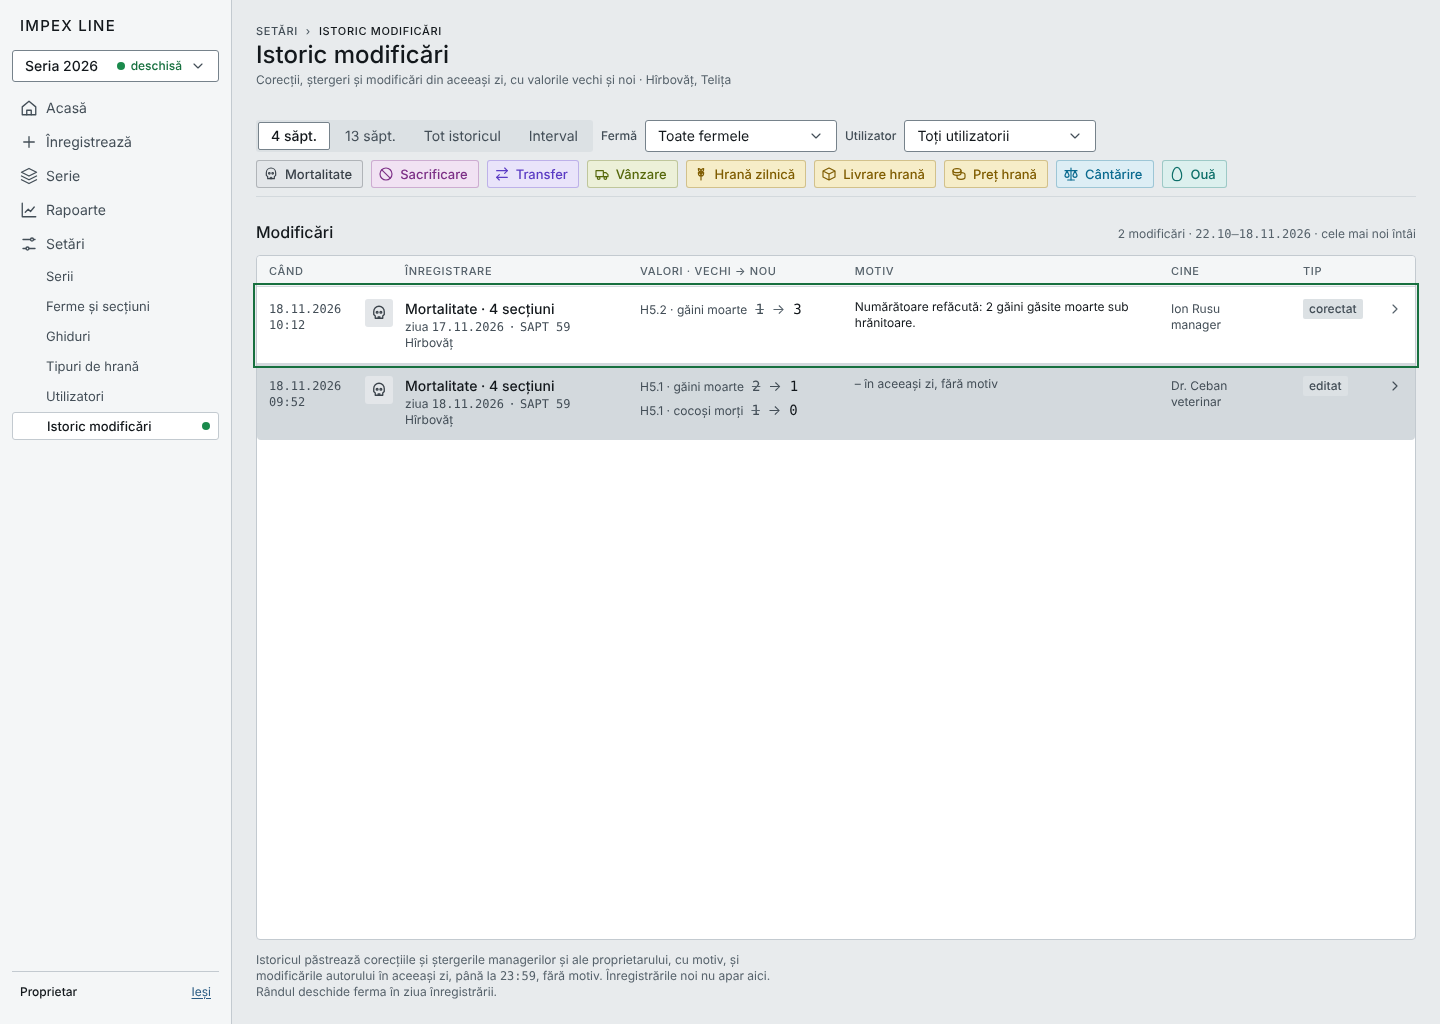 IMPEX LINE
Seria 2026 deschisă
Acasă
Înregistrează
Serie
Rapoarte
Setări
Serii
Ferme și secțiuni
Ghiduri
Tipuri de hrană
Utilizatori
Istoric modificări
Proprietar Ieși
SETĂRI › ISTORIC MODIFICĂRI
Istoric modificări
Corecții, ștergeri și modificări din aceeași zi, cu valorile vechi și noi · Hîrbovăț, Telița
4 săpt. 13 săpt. Tot istoricul Interval Fermă Toate fermele Utilizator Toți utilizatorii
Mortalitate Sacrificare Transfer Vânzare Hrană zilnică Livrare hrană Preț hrană Cântărire Ouă
Modificări 2 modificări · 22.10–18.11.2026 · cele mai noi întâi
CÂND ÎNREGISTRARE VALORI · VECHI → NOU MOTIV CINE TIP
18.11.2026 Mortalitate · 4 secțiuni H5.2 · găini moarte 1 → 3 Numărătoare refăcută: 2 găini găsite moarte sub Ion Rusu corectat
10:12 ziua 17.11.2026 · SAPT 59 hrănitoare. manager
Hîrbovăț
18.11.2026 Mortalitate · 4 secțiuni H5.1 · găini moarte 2 → 1 – în aceeași zi, fără motiv Dr. Ceban editat
09:52 ziua 18.11.2026 · SAPT 59 H5.1 · cocoși morți 1 → 0 veterinar
Hîrbovăț
Istoricul păstrează corecțiile și ștergerile managerilor și ale proprietarului, cu motiv, și
modificările autorului în aceeași zi, până la 23:59, fără motiv. Înregistrările noi nu apar aici.
Rândul deschide ferma în ziua înregistrării.